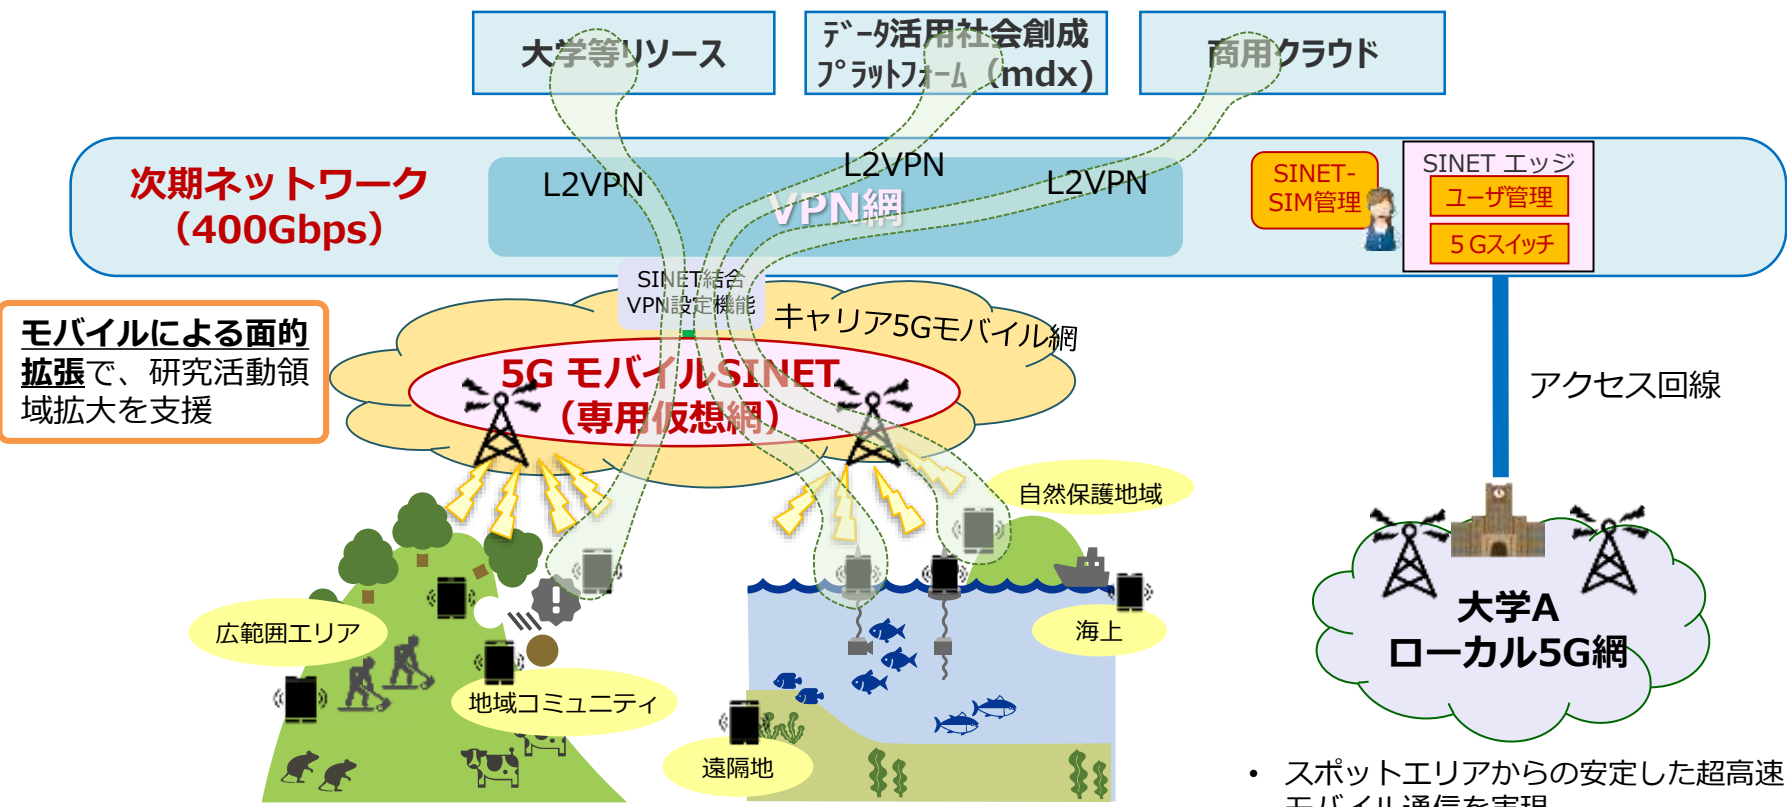 大学等リソース
ﾃﾞｰﾀ活用社会創成
ﾌﾟﾗｯﾄﾌｫｰﾑ（mdx）
商用クラウド
次期ネットワーク
（400Gbps）
L2VPN
L2VPN
L2VPN
VPN網
SINET-
SIM管理
SINET エッジ
ユーザ管理
５Gスイッチ
SINET結合
VPN設定機能
キャリア5Gモバイル網
モバイルによる面的
拡張で、研究活動領
域拡大を支援
5G モバイルSINET
（専用仮想網）
アクセス回線
自然保護地域
広範囲エリア
海上
地域コミュニティ
遠隔地
大学A
ローカル5G網
• スポットエリアからの安定した超高速
モバイル通信を実現